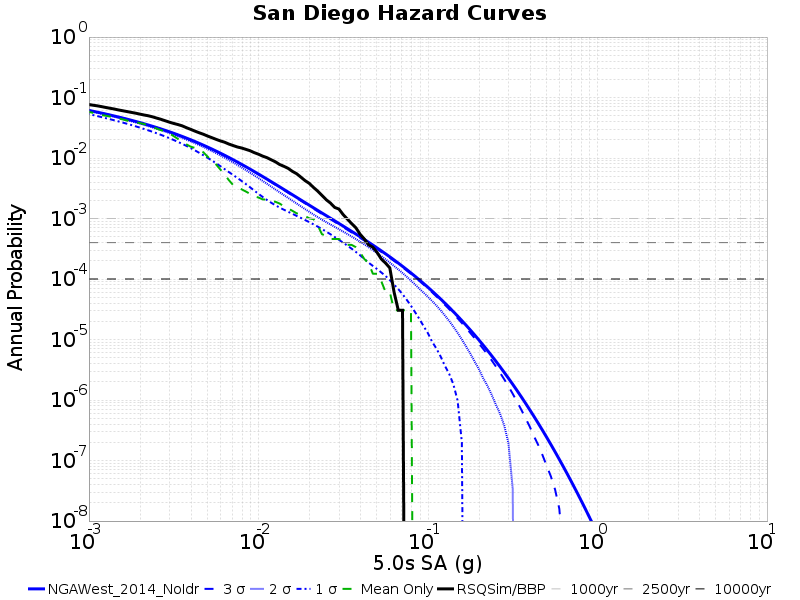 San Diego Hazard Curves
10^0
10^-1
10^-2
10^-3
10^-4
10^-5
10^-6
10^-7
10^-8
Annual Probability
10^-3 10^-2 10^-1 10^0 10^1
5.0s SA (g)
NGAWest_2014_NoIdr 3 σ 2 σ 1 σ Mean Only RSQSim/BBP 1000yr 2500yr 10000yr